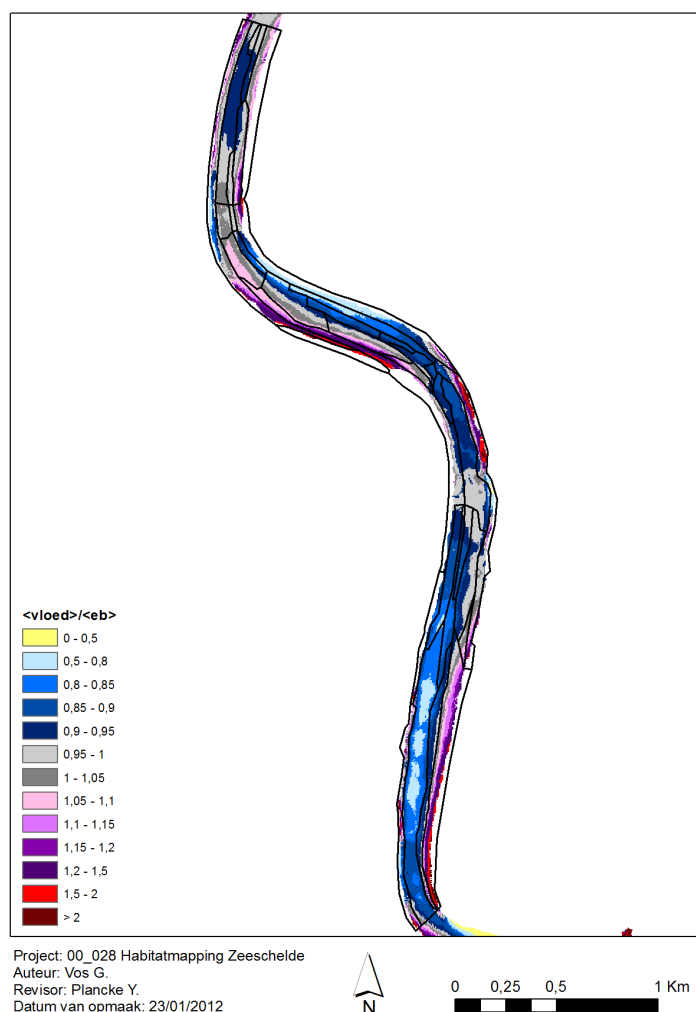 <vloed>/<eb>
0 - 0,5
0,5 - 0,8
0,8 - 0,85
0,85 - 0,9
0,9 - 0,95
0,95 - 1
1 - 1,05
1,05 - 1,1
1,1 - 1,15
1,15 - 1,2
1,2 - 1,5
1,5 - 2
> 2
Project: 00_028 Habitatmapping Zeeschelde
Auteur: Vos G.
Revisor: Plancke Y.
Datum van opmaak: 23/01/2012
N
0 0,25 0,5 1 Km